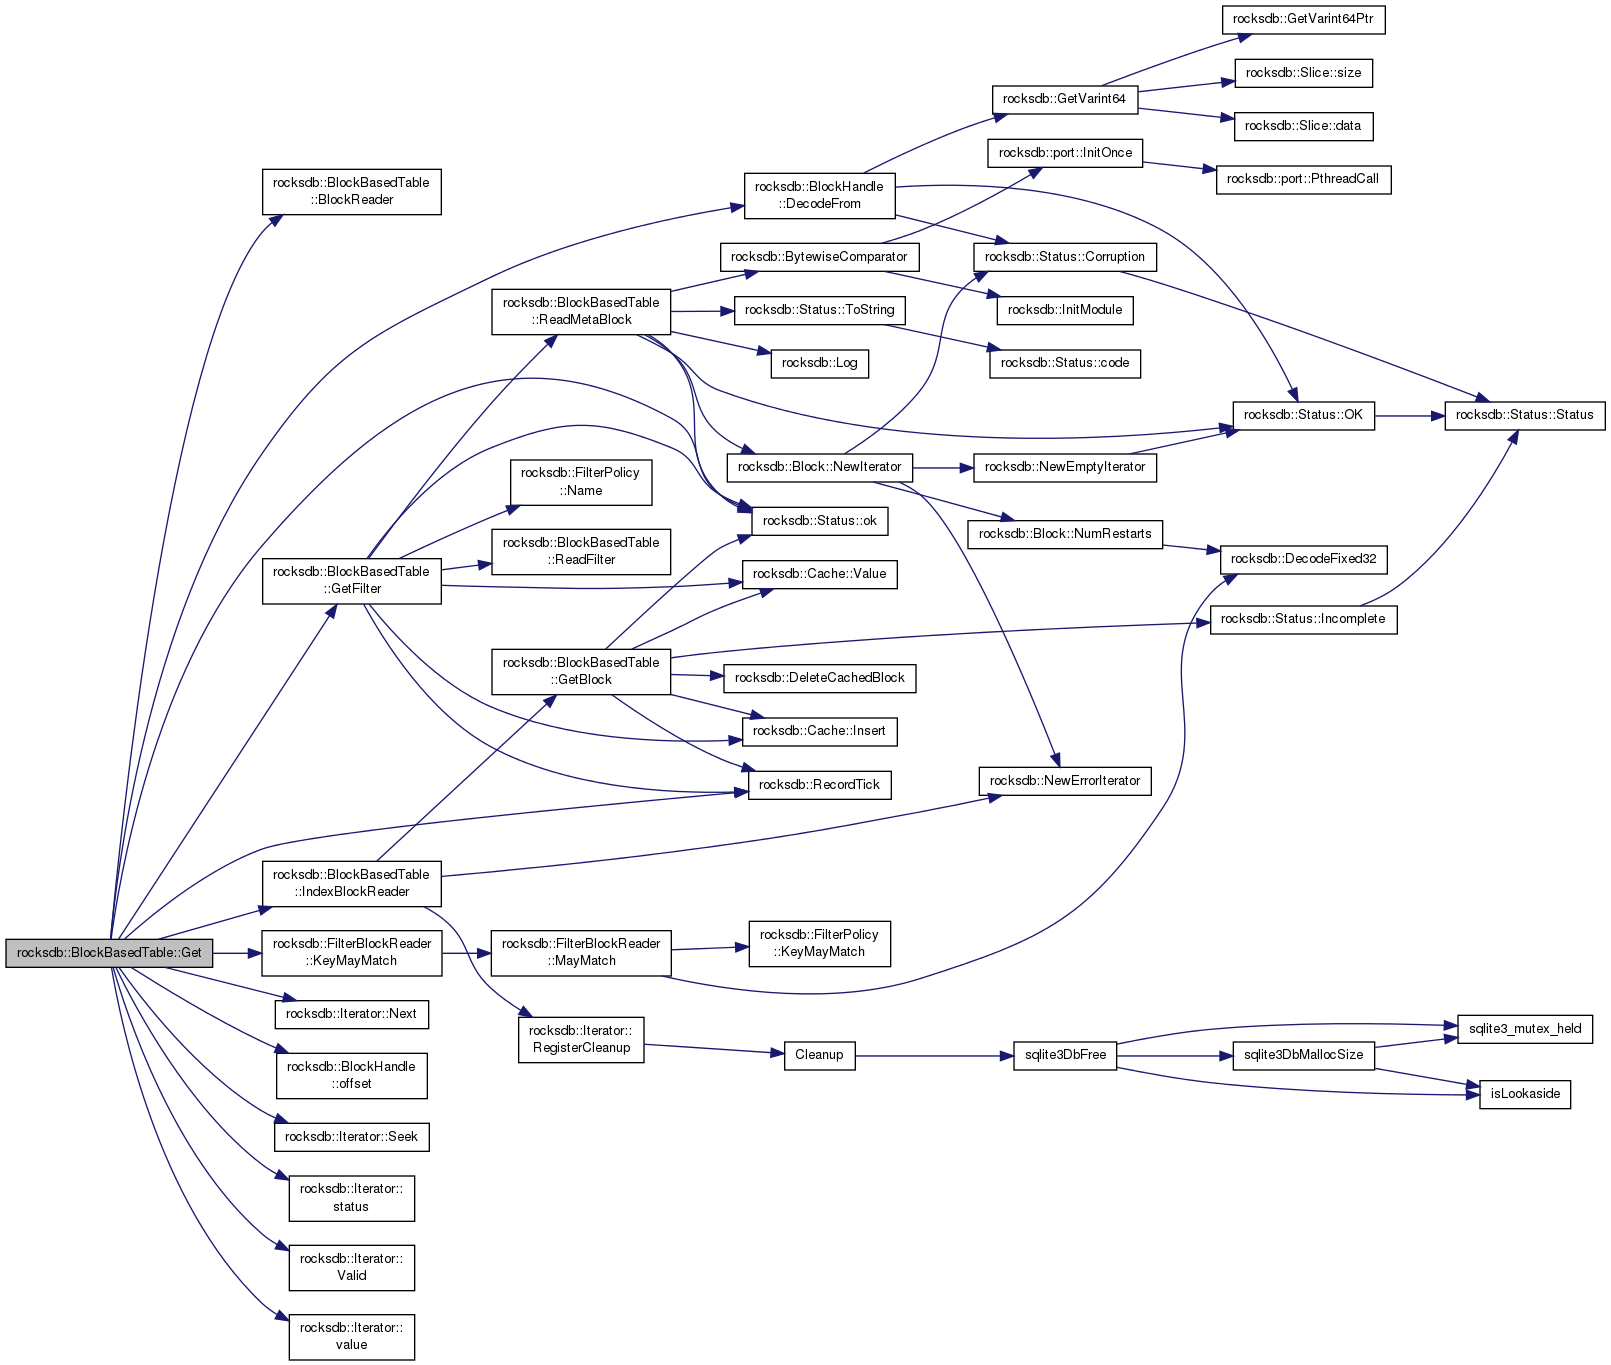 rocksdb::GetVarint64Ptr
rocksdb::Slice::size
rocksdb::GetVarint64
rocksdb::Slice::data
rocksdb::port::InitOnce
rocksdb::port::PthreadCall
rocksdb::BlockBasedTable
::BlockReader
rocksdb::BlockHandle
::DecodeFrom
rocksdb::BytewiseComparator
rocksdb::Status::Corruption
rocksdb::BlockBasedTable
::ReadMetaBlock
rocksdb::Status::ToString
rocksdb::InitModule
rocksdb::Log
rocksdb::Status::code
rocksdb::Status::OK
rocksdb::Status::Status
rocksdb::Block::NewIterator
rocksdb::NewEmptyIterator
rocksdb::FilterPolicy
::Name
rocksdb::Status::ok
rocksdb::Block::NumRestarts
rocksdb::BlockBasedTable
::ReadFilter
rocksdb::DecodeFixed32
rocksdb::BlockBasedTable
::GetFilter
rocksdb::Cache::Value
rocksdb::Status::Incomplete
rocksdb::BlockBasedTable
::GetBlock
rocksdb::DeleteCachedBlock
rocksdb::Cache::Insert
rocksdb::RecordTick
rocksdb::NewErrorIterator
rocksdb::BlockBasedTable
::IndexBlockReader
rocksdb::BlockBasedTable::Get
rocksdb::FilterBlockReader
::KeyMayMatch
rocksdb::FilterBlockReader
::MayMatch
rocksdb::FilterPolicy
::KeyMayMatch
rocksdb::Iterator::Next
rocksdb::Iterator::
RegisterCleanup
Cleanup
sqlite3DbFree
sqlite3DbMallocSize
sqlite3_mutex_held
isLookaside
rocksdb::BlockHandle
::offset
rocksdb::Iterator::Seek
rocksdb::Iterator::
status
rocksdb::Iterator::
Valid
rocksdb::Iterator::
value